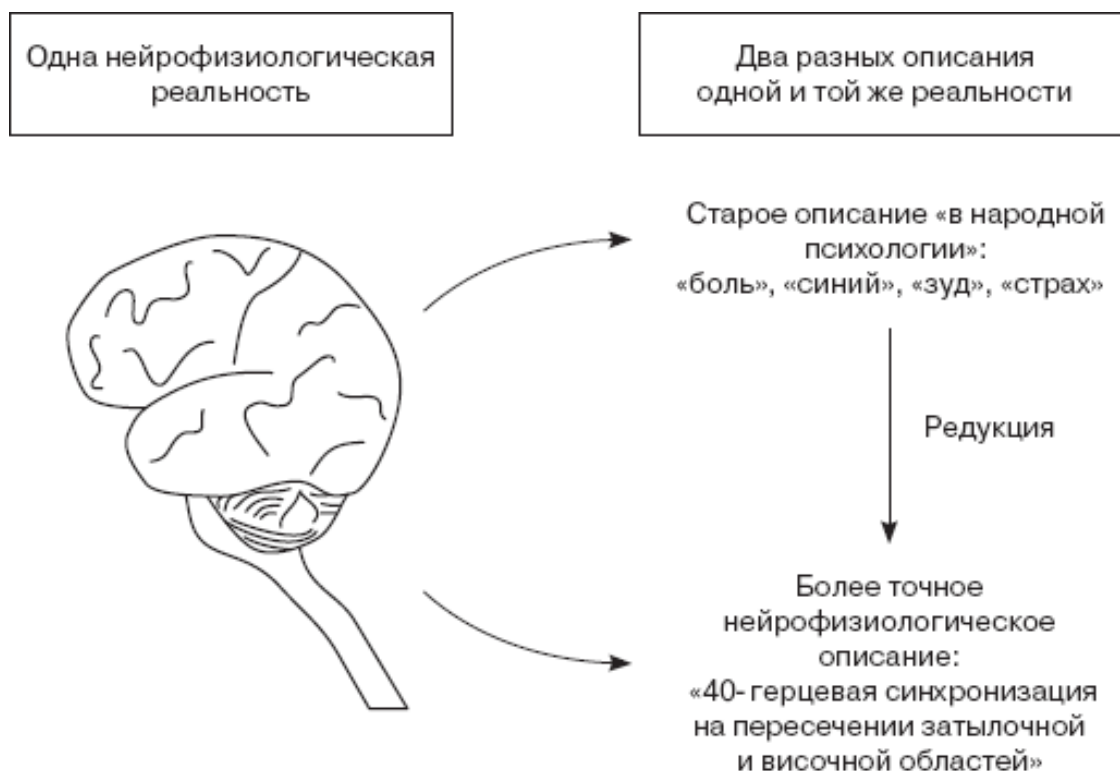 Одна нейрофизиологическая
реальность
Два разных описания
одной и той же реальности
Старое описание «в народной
психологии»:
«боль», «синий», «зуд», «страх»
Редукция
Более точное
нейрофизиологическое
описание:
«40- герцевая синхронизация
на пересечении затылочной
и височной областей»